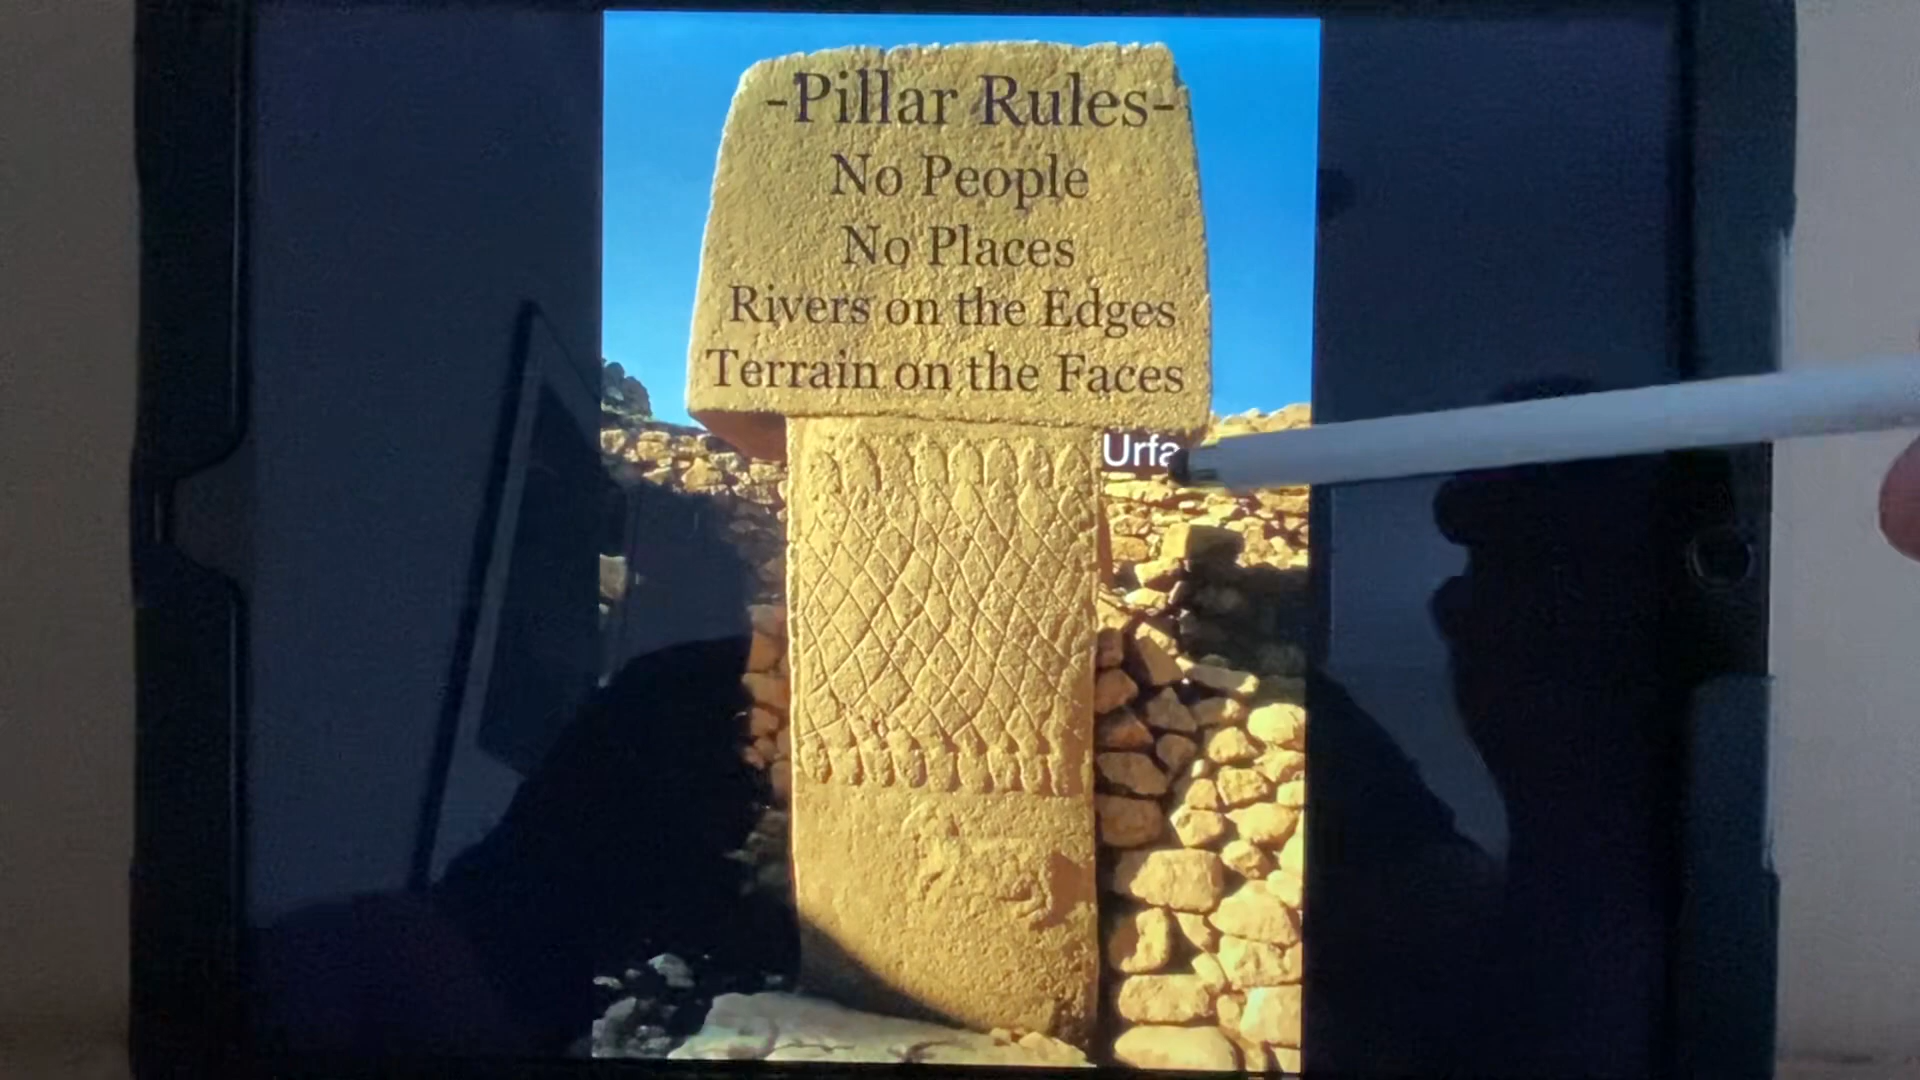 -Pillar Rules-
No People
No Places
Rivers on the Edges
Terrain on the Faces
Urfa